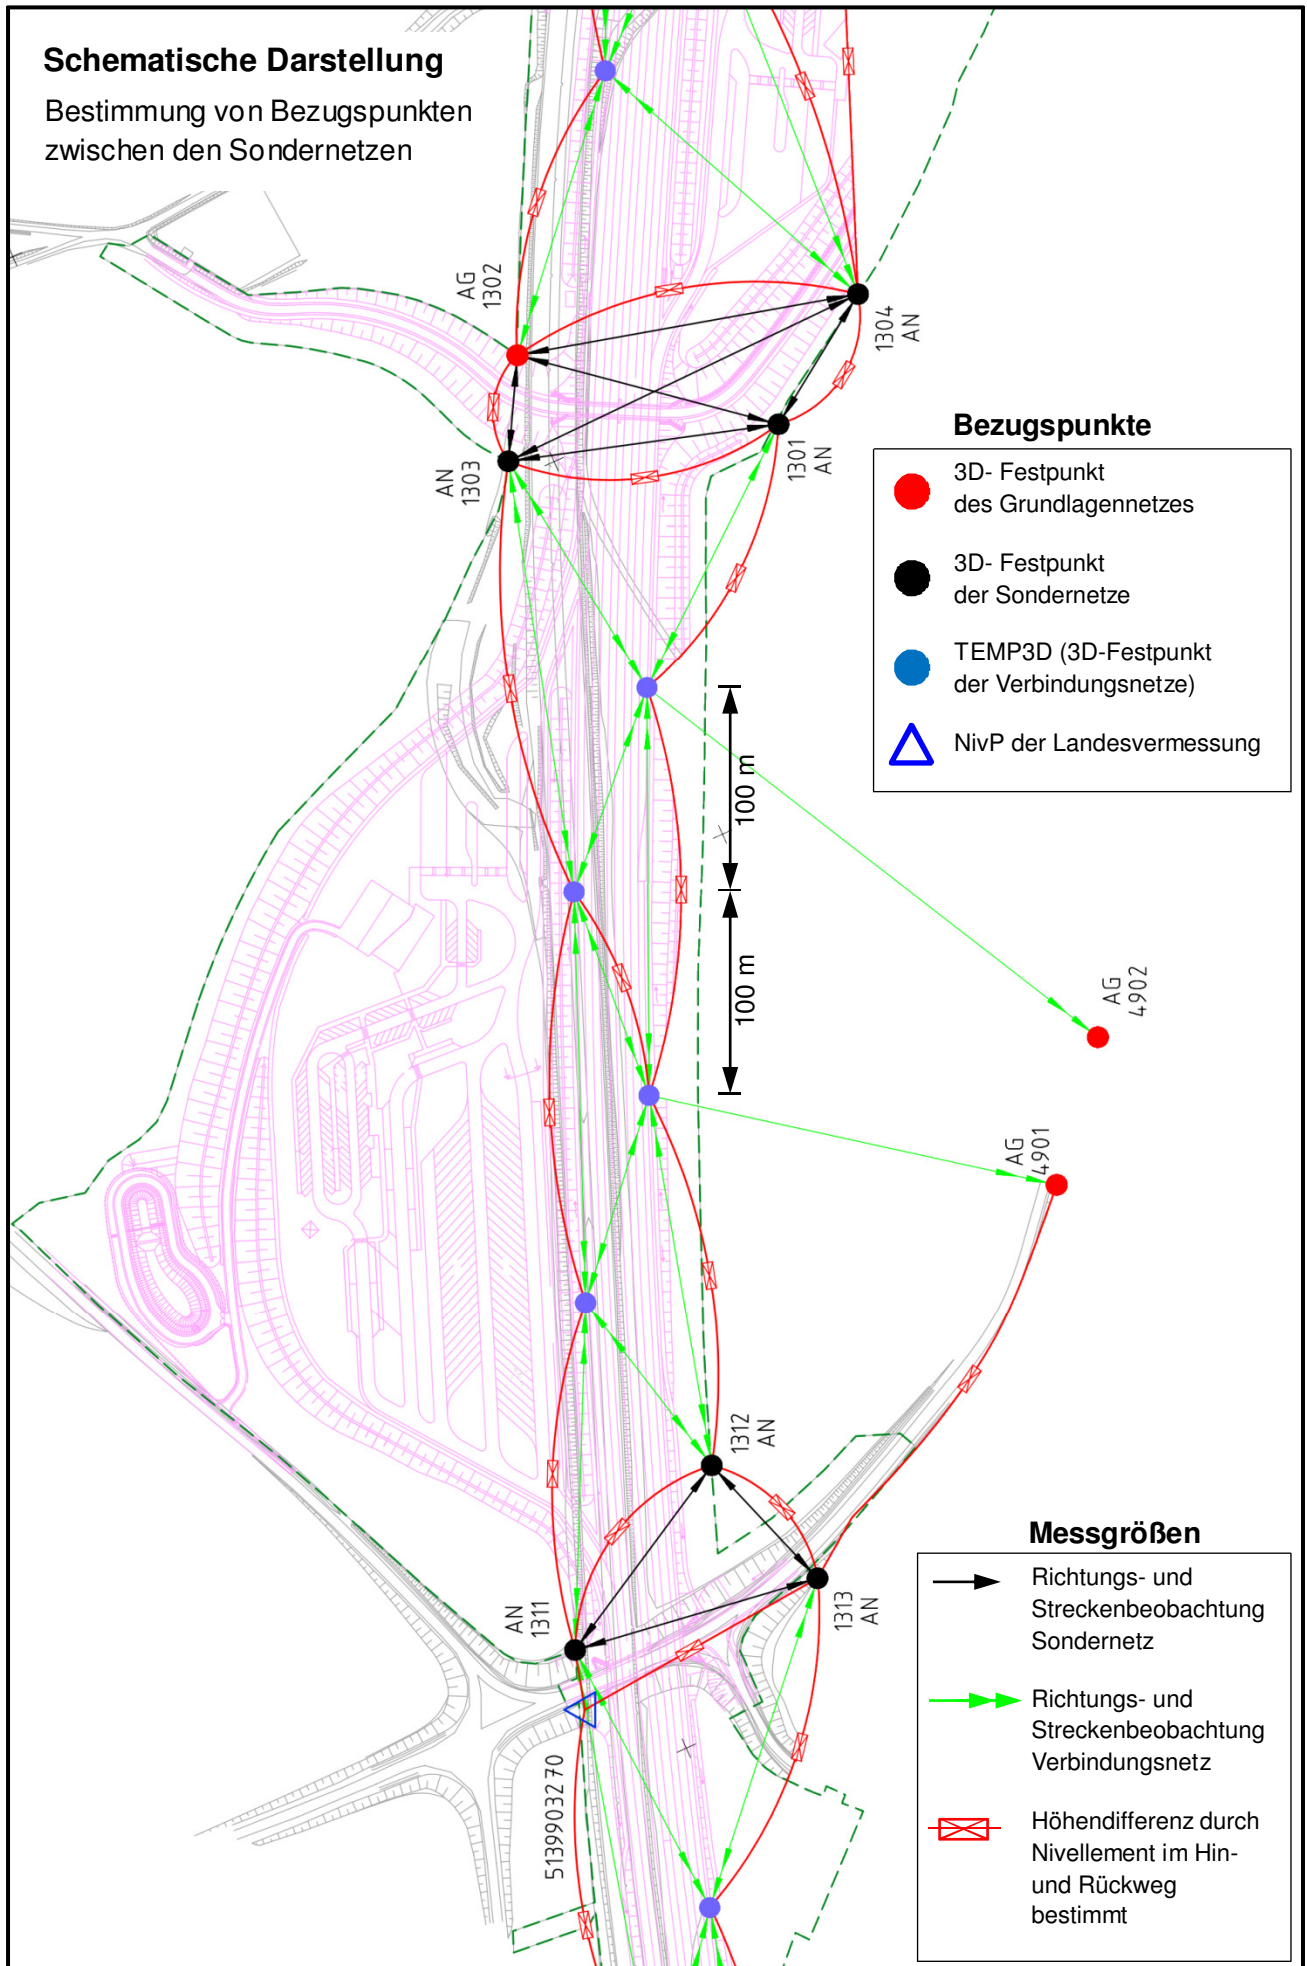 Schematische Darstellung
Bestimmung von Bezugspunkten
zwischen den Sondernetzen
AG
1302
1304
AN
AN
1303
1301
AN
Bezugspunkte
3D- Festpunkt
des Grundlagennetzes
3D- Festpunkt
der Sondernetze
TEMP3D (3D-Festpunkt
der Verbindungsnetze)
NivP der Landesvermessung
100 m
100 m
AG
4902
AG
4901
1312
AN
AN
1311
1313
AN
5139903270
Messgrößen
Richtungs- und
Streckenbeobachtung
Sondernetz
Richtungs- und
Streckenbeobachtung
Verbindungsnetz
Höhendifferenz durch
Nivellement im Hin-
und Rückweg
bestimmt